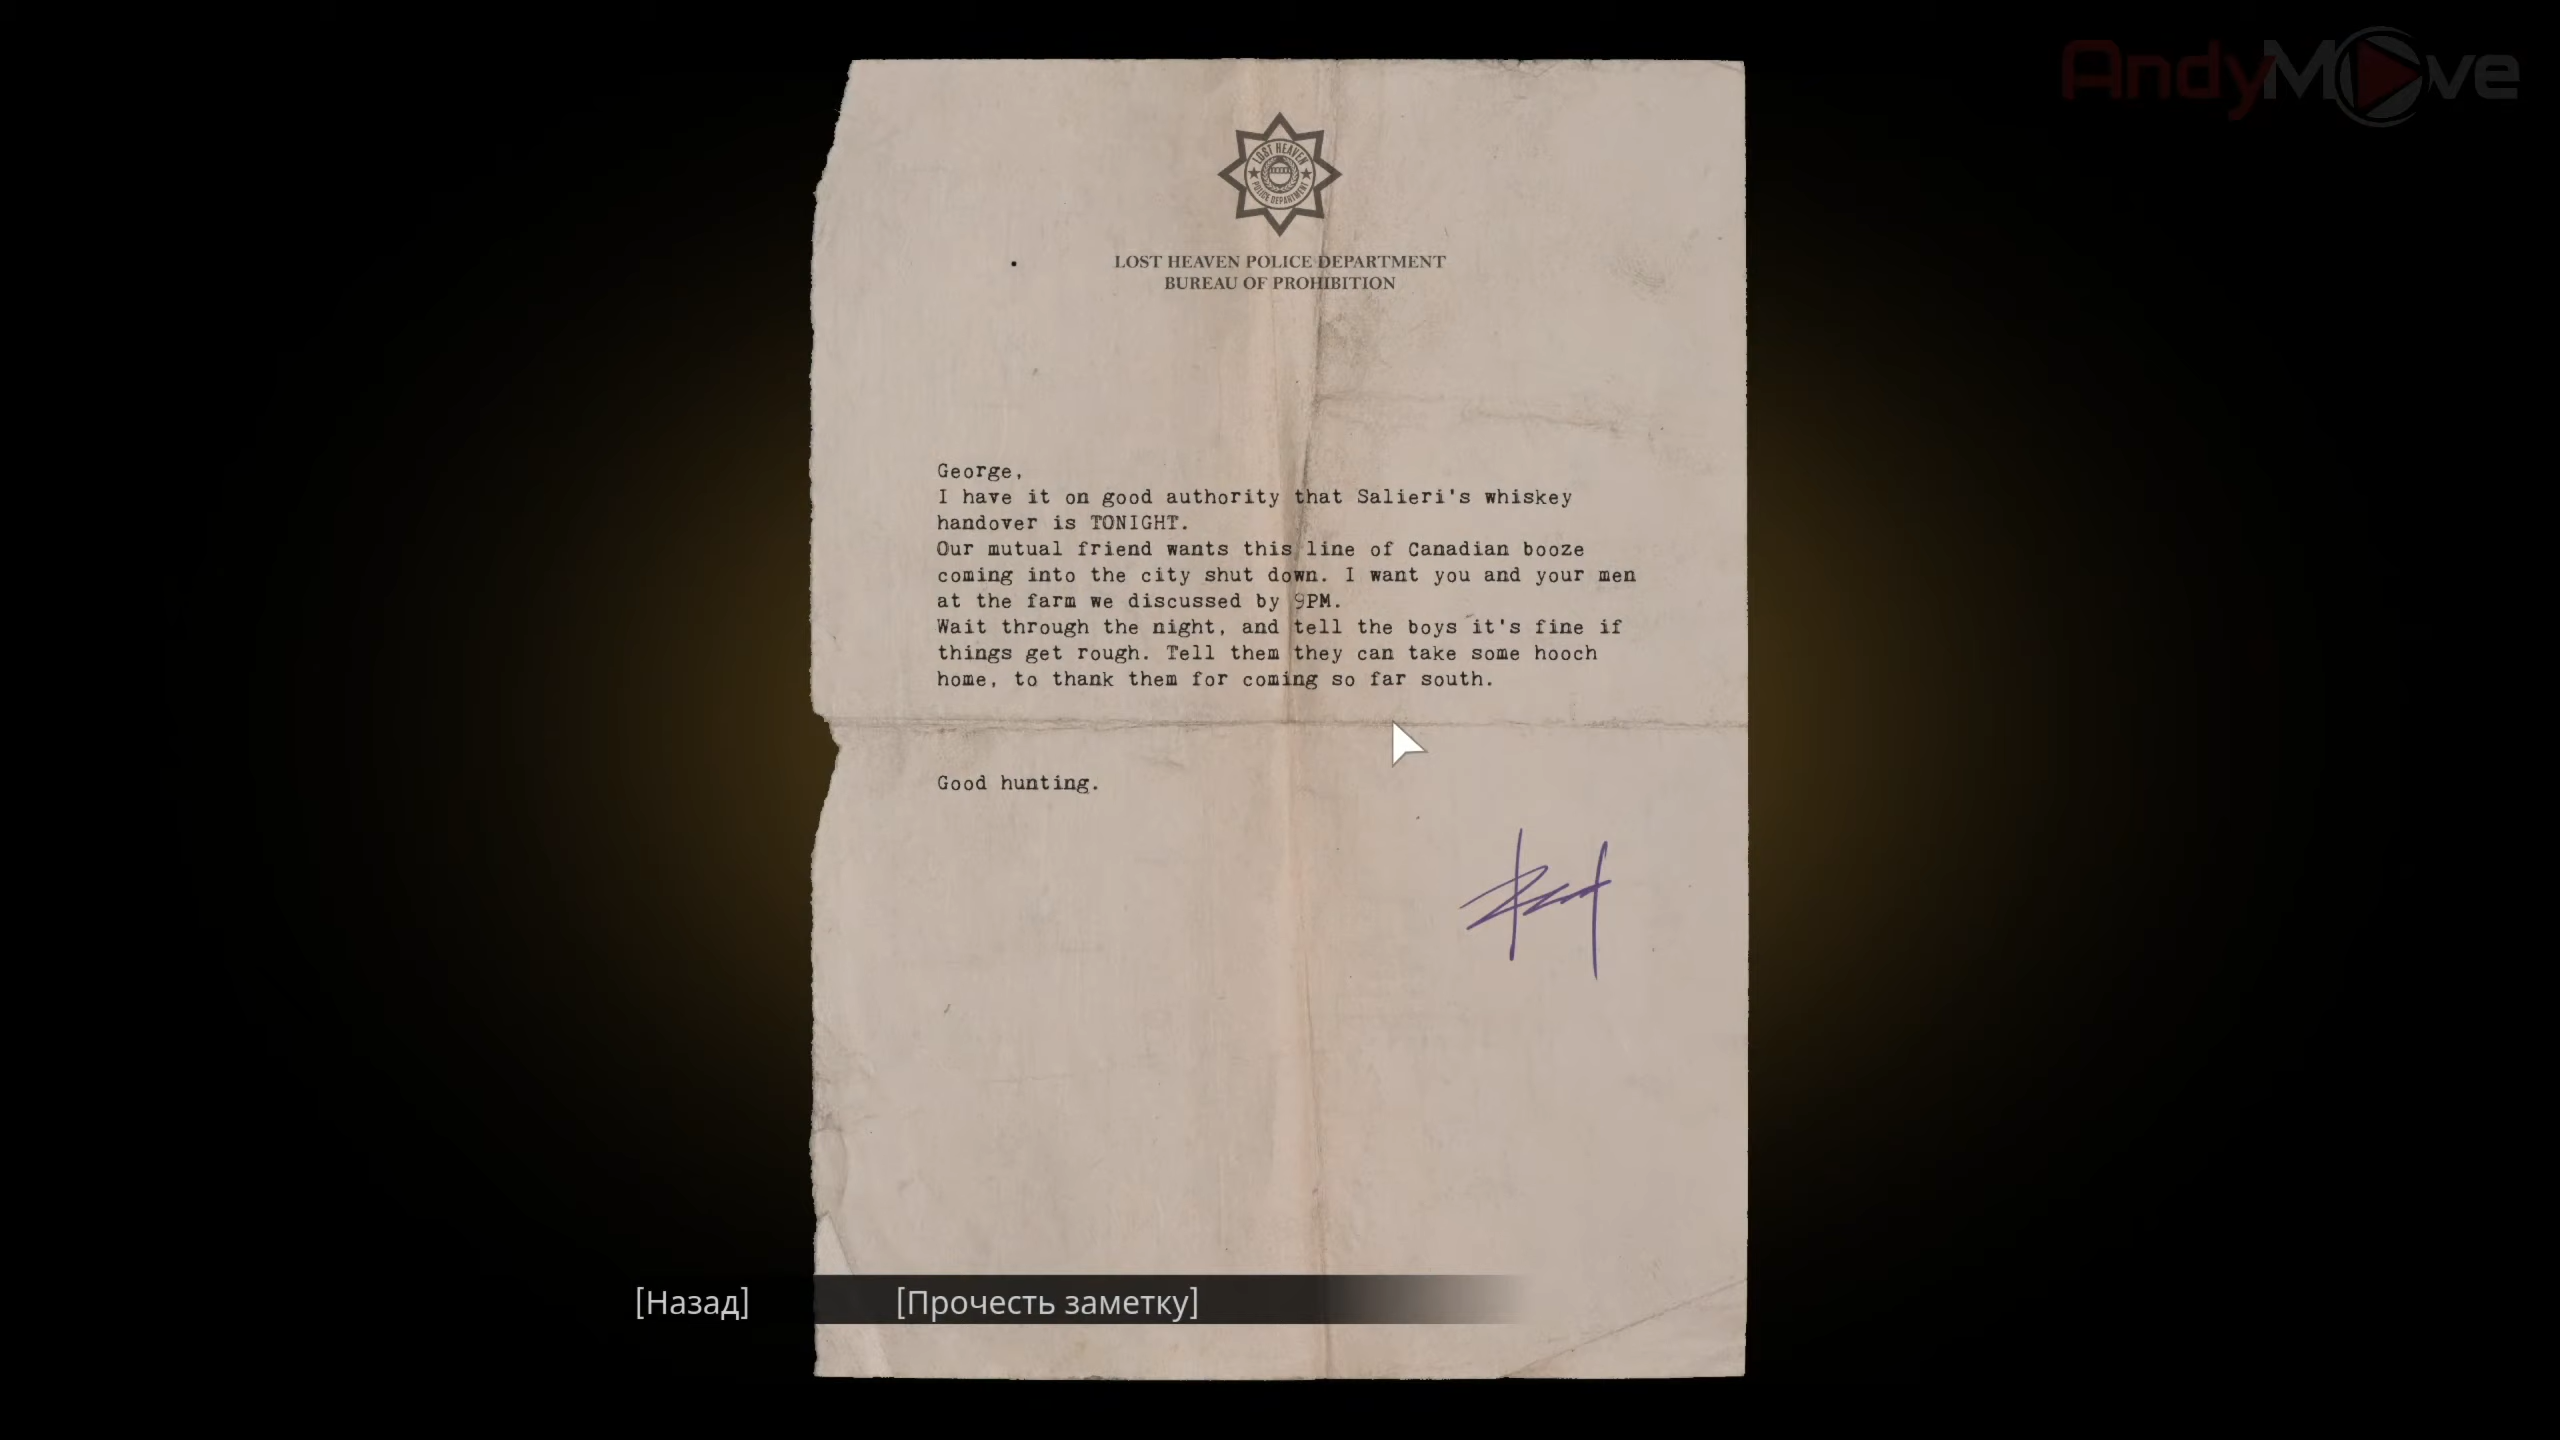 AndyMove
LOST HEAVEN
POLICE DEPARTMENT
LOST HEAVEN POLICE DEPARTMENT
BUREAU OF PROHIBITION
George,
I have it on good authority that Salieri's whiskey
handover is TONIGHT.
Our mutual friend wants this line of Canadian booze
coming into the city shut down. I want you and your men
at the farm we discussed by 9PM.
Wait through the night, and tell the boys it's fine if
things get rough. Tell them they can take some hooch
home, to thank them for coming so far south.
Good hunting.
[Назад] [Прочесть заметку]